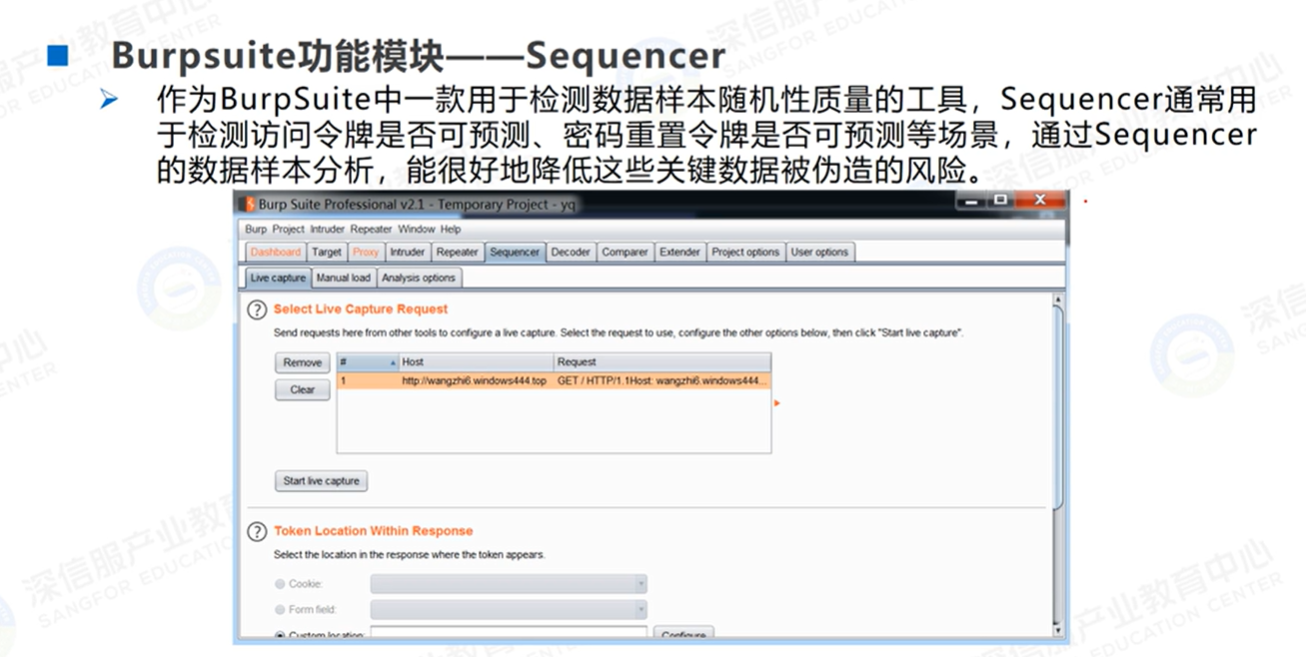 Burpsuite功能模块——Sequencer
作为BurpSuite中一款用于检测数据样本随机性质量的工具，Sequencer通常用
于检测访问令牌是否可预测、密码重置令牌是否可预测等场景，通过Sequencer
的数据样本分析，能很好地降低这些关键数据被伪造的风险。
Burp Suite Professional v2.1 - Temporary Project - yq
Burp Project Intruder Repeater Window Help
Dashboard Target Proxy Intruder Repeater Sequencer Decoder Comparer Extender Project options User options
Live capture Manual load Analysis options
? Select Live Capture Request
Send requests here from other tools to configure a live capture. Select the request to use, configure the other options below, then click "Start live capture".
Remove # Host Request
1 http://wangzhi6.windows444.top GET / HTTP/1.1Host: wangzhi6.windows444...
Clear
Start live capture
? Token Location Within Response
Select the location in the response where the token appears.
Cookie:
Form field:
Custom location: Configure
深信服产业教育中心
SANGFOR EDUCATION CENTER